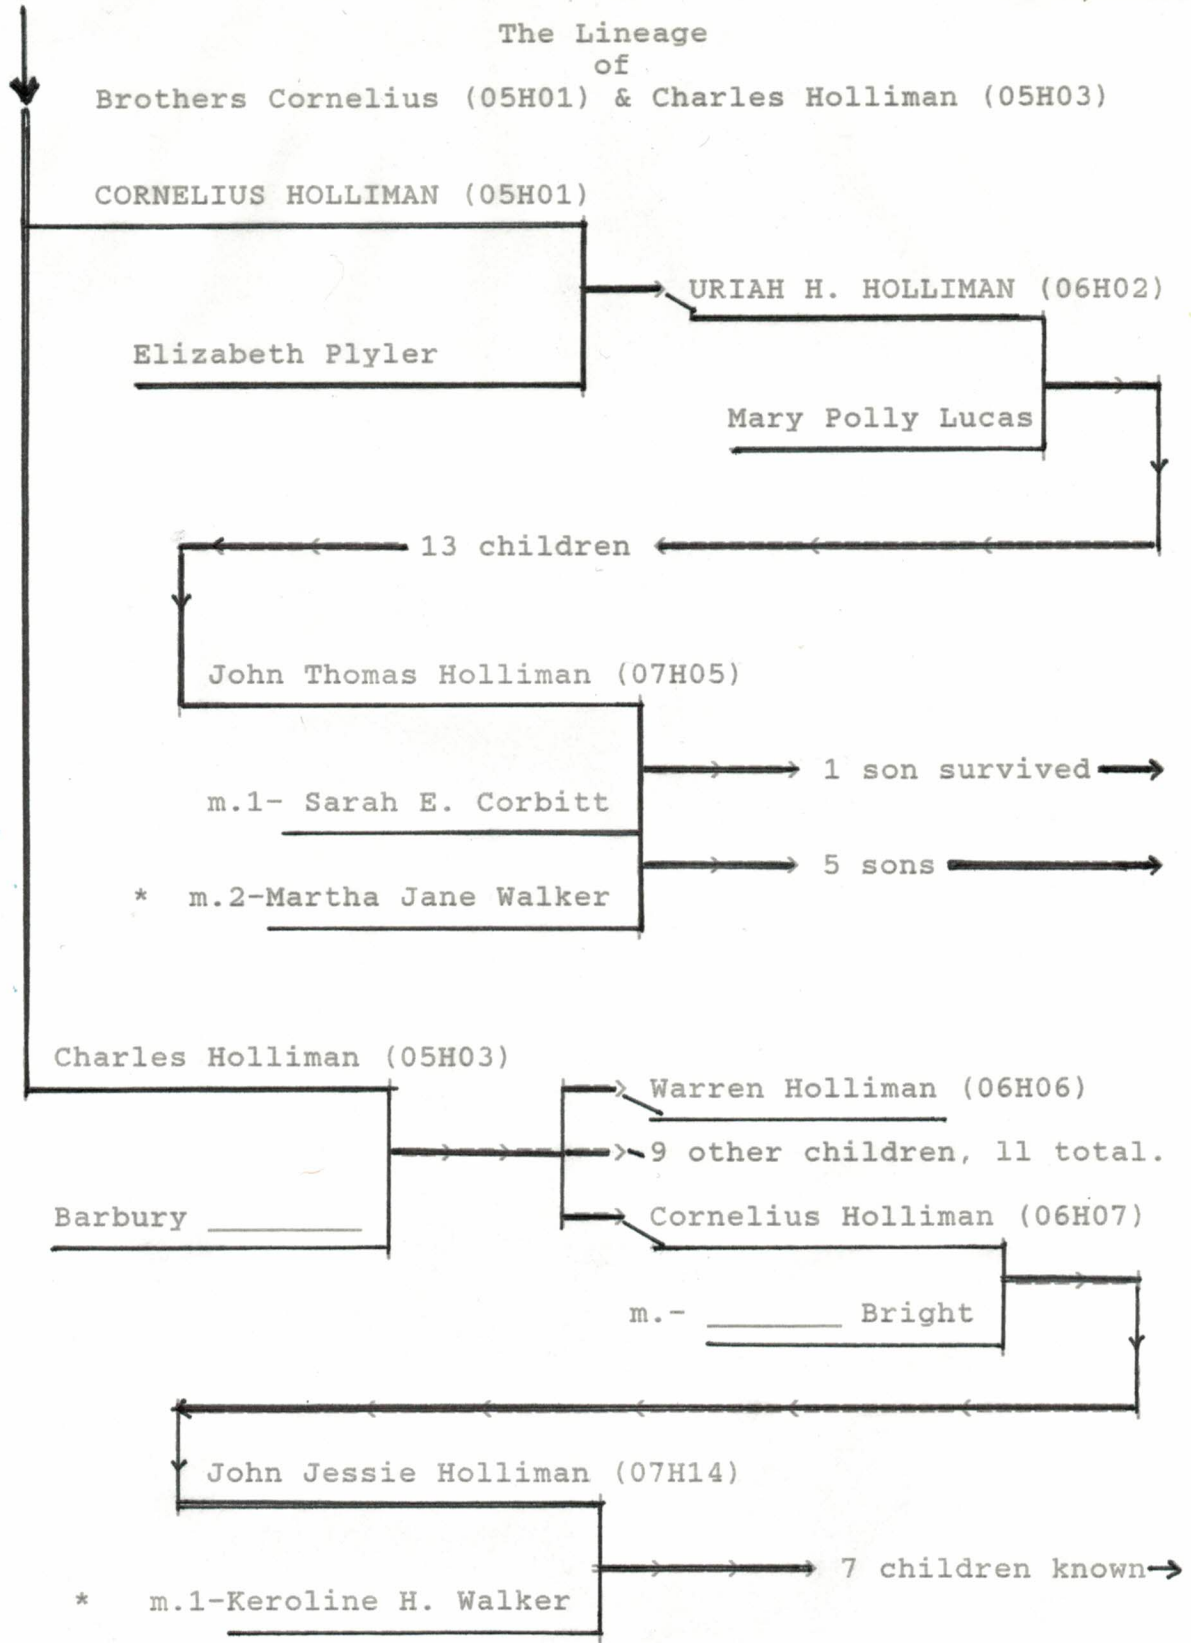 The Lineage
of
Brothers Cornelius (05H01) & Charles Holliman (05H03)
CORNELIUS HOLLIMAN (05H01)
URIAH H. HOLLIMAN (06H02)
Elizabeth Plyler
Mary Polly Lucas
13 children
John Thomas Holliman (07H05)
1 son survived
m.1- Sarah E. Corbitt
5 sons
* m.2-Martha Jane Walker
Charles Holliman (05H03)
Warren Holliman (06H06)
9 other children, 11 total.
Barbury ________
Cornelius Holliman (06H07)
m.- _______ Bright
John Jessie Holliman (07H14)
7 children known
* m.1-Keroline H. Walker